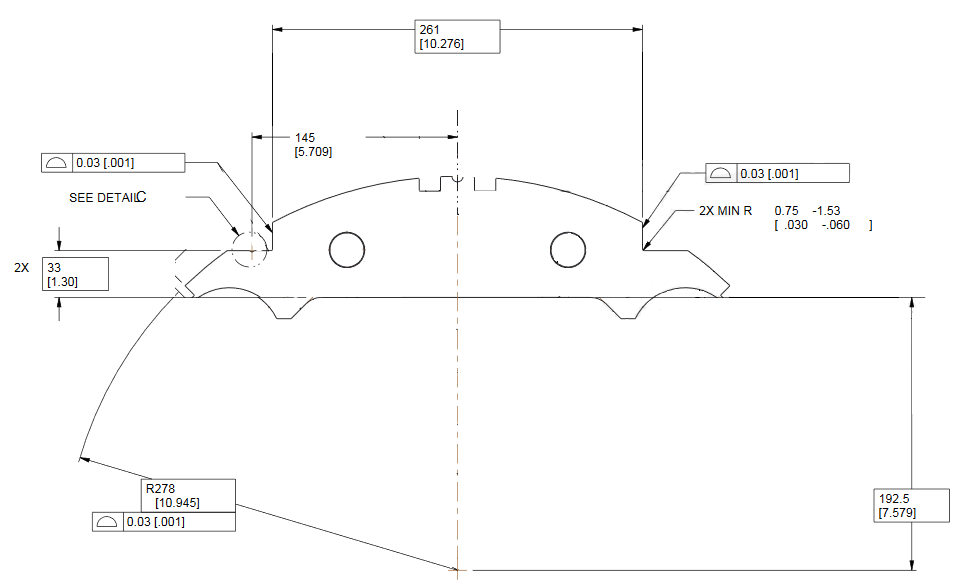 261
[10.276]
145
[5.709]
0.03 [.001]
0.03 [.001]
SEE DETAILC
2X MIN R 0.75 -1.53
[ .030 -.060 ]
2X 33
[1.30]
R278
[10.945]
0.03 [.001]
192.5
[7.579]